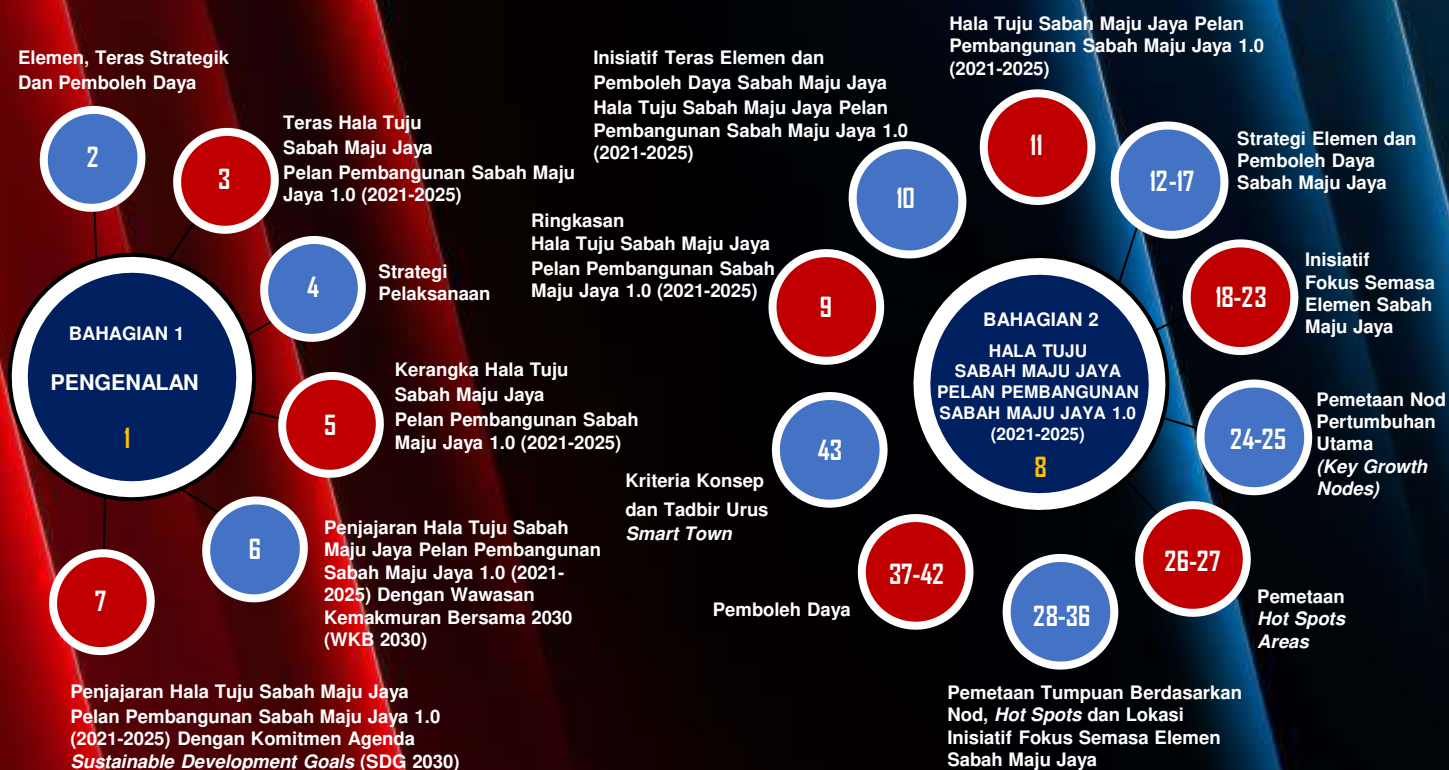 Elemen, Teras Strategik
Dan Pemboleh Daya
2
3
Teras Hala Tuju
Sabah Maju Jaya
Pelan Pembangunan Sabah Maju
Jaya 1.0 (2021-2025)
4
Strategi
Pelaksanaan
BAHAGIAN 1
PENGENALAN
1
5
Kerangka Hala Tuju
Sabah Maju Jaya
Pelan Pembangunan Sabah
Maju Jaya 1.0 (2021-2025)
6
Penjajaran Hala Tuju Sabah
Maju Jaya Pelan Pembangunan
Sabah Maju Jaya 1.0 (2021-
2025) Dengan Wawasan
Kemakmuran Bersama 2030
(WKB 2030)
7
Penjajaran Hala Tuju Sabah Maju Jaya
Pelan Pembangunan Sabah Maju Jaya 1.0
(2021-2025) Dengan Komitmen Agenda
Sustainable Development Goals (SDG 2030)
BAHAGIAN 2
HALA TUJU
SABAH MAJU JAYA
PELAN PEMBANGUNAN
SABAH MAJU JAYA 1.0
(2021-2025)
8
Ringkasan
Hala Tuju Sabah Maju Jaya
Pelan Pembangunan Sabah
Maju Jaya 1.0 (2021-2025)
9
Inisiatif Teras Elemen dan
Pemboleh Daya Sabah Maju Jaya
Hala Tuju Sabah Maju Jaya Pelan
Pembangunan Sabah Maju Jaya 1.0
(2021-2025)
10
Hala Tuju Sabah Maju Jaya Pelan
Pembangunan Sabah Maju Jaya 1.0
(2021-2025)
11
12-17
Strategi Elemen dan
Pemboleh Daya
Sabah Maju Jaya
18-23
Inisiatif
Fokus Semasa
Elemen Sabah
Maju Jaya
24-25
Pemetaan Nod
Pertumbuhan
Utama
(Key Growth
Nodes)
26-27
Pemetaan
Hot Spots
Areas
28-36
Pemetaan Tumpuan Berdasarkan
Nod, Hot Spots dan Lokasi
Inisiatif Fokus Semasa Elemen
Sabah Maju Jaya
37-42
Pemboleh Daya
43
Kriteria Konsep
dan Tadbir Urus
Smart Town